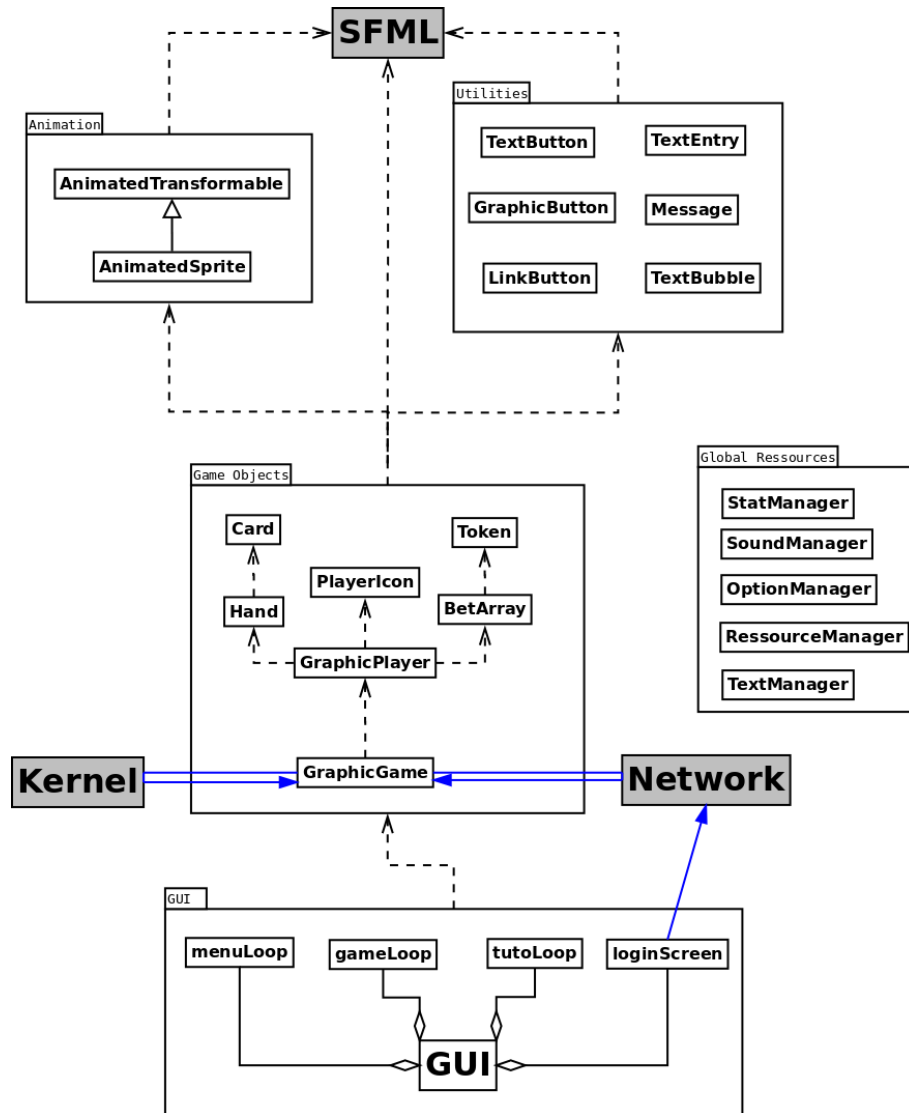 SFML
Animation
AnimatedTransformable
AnimatedSprite
Utilities
TextButton
TextEntry
GraphicButton
Message
LinkButton
TextBubble
Game Objects
Card
Token
PlayerIcon
Hand
BetArray
GraphicPlayer
GraphicGame
Global Ressources
StatManager
SoundManager
OptionManager
RessourceManager
TextManager
Kernel
Network
GUI
menuLoop
gameLoop
tutoLoop
loginScreen
GUI